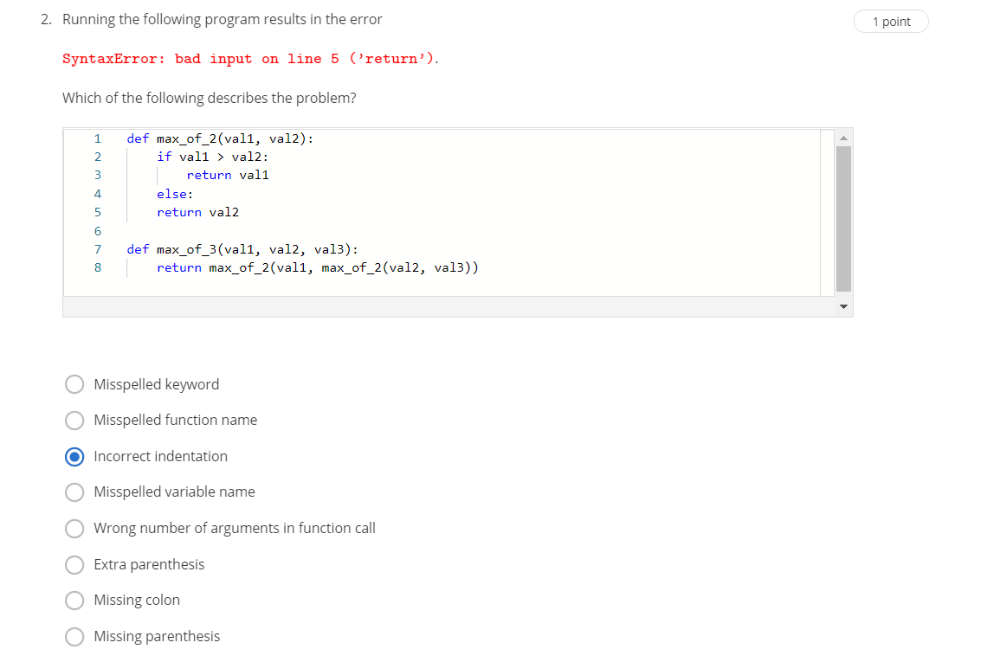 2. Running the following program results in the error
1 point
SyntaxError: bad input on line 5 (’return’).
Which of the following describes the problem?
1 def max_of_2(val1, val2):
2     if val1 > val2:
3         return val1
4     else:
5     return val2
6
7 def max_of_3(val1, val2, val3):
8     return max_of_2(val1, max_of_2(val2, val3))
Misspelled keyword
Misspelled function name
Incorrect indentation
Misspelled variable name
Wrong number of arguments in function call
Extra parenthesis
Missing colon
Missing parenthesis